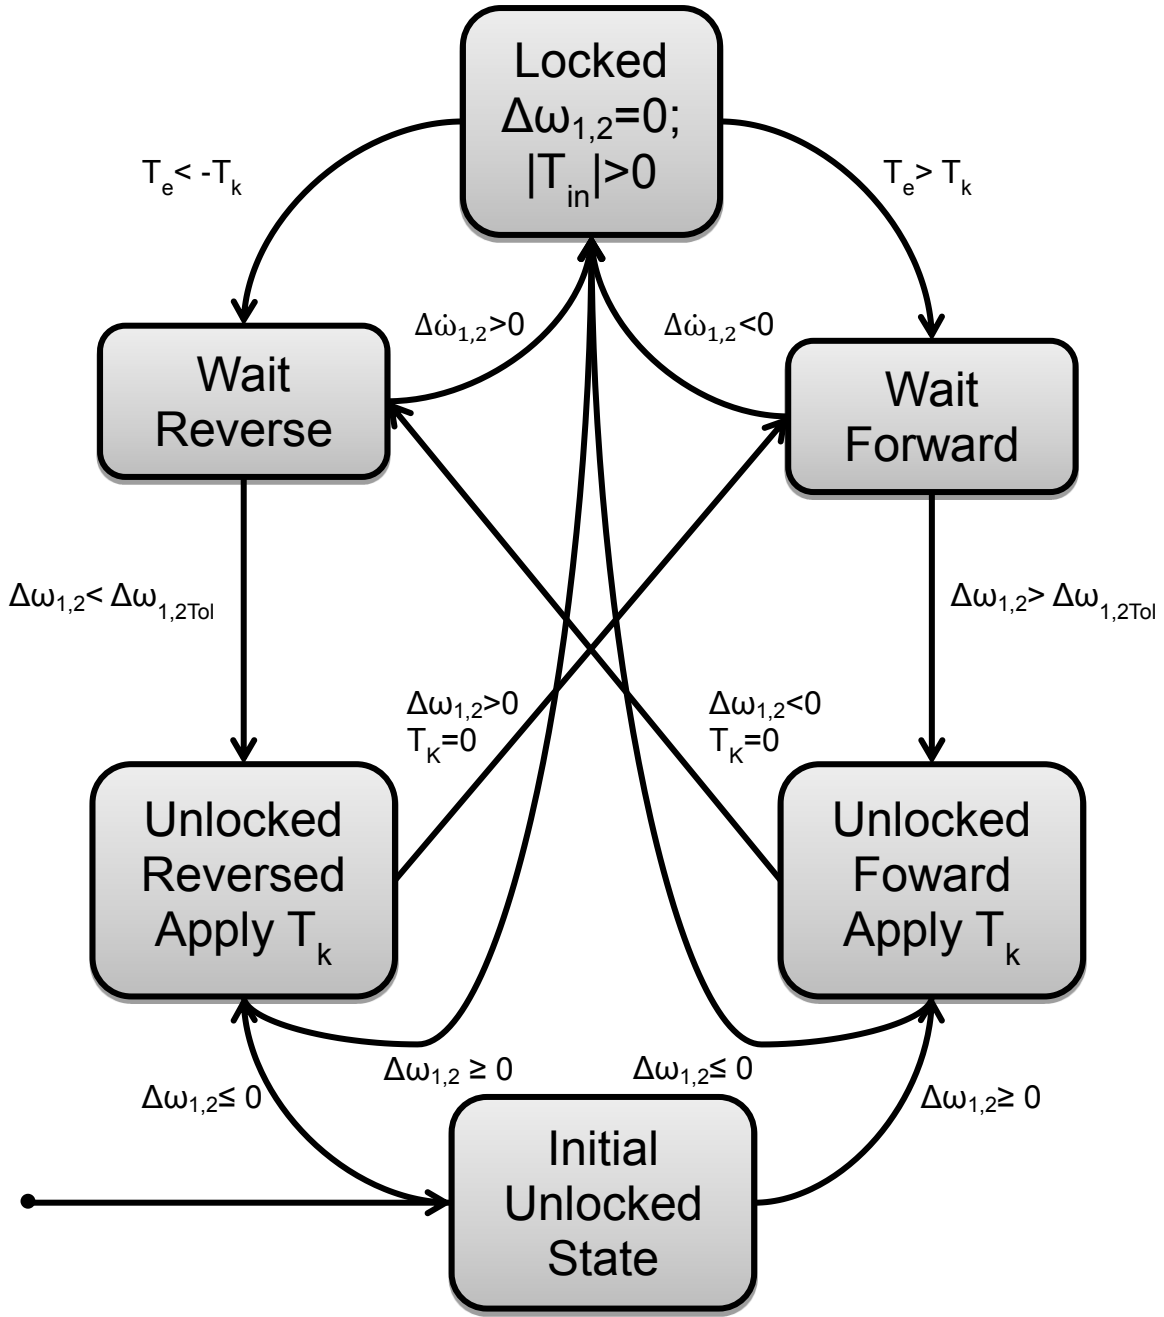 Locked
Δω1,2=0;
|Tin|>0
Te< -Tk
Te> Tk
Δω̇1,2>0
Δω̇1,2<0
Wait
Reverse
Wait
Forward
Δω1,2< Δω1,2Tol
Δω1,2> Δω1,2Tol
Δω1,2>0
TK=0
Δω1,2<0
TK=0
Unlocked
Reversed
Apply Tk
Unlocked
Foward
Apply Tk
Δω1,2≤ 0
Δω1,2 ≥ 0
Δω1,2≤ 0
Δω1,2≥ 0
Initial
Unlocked
State